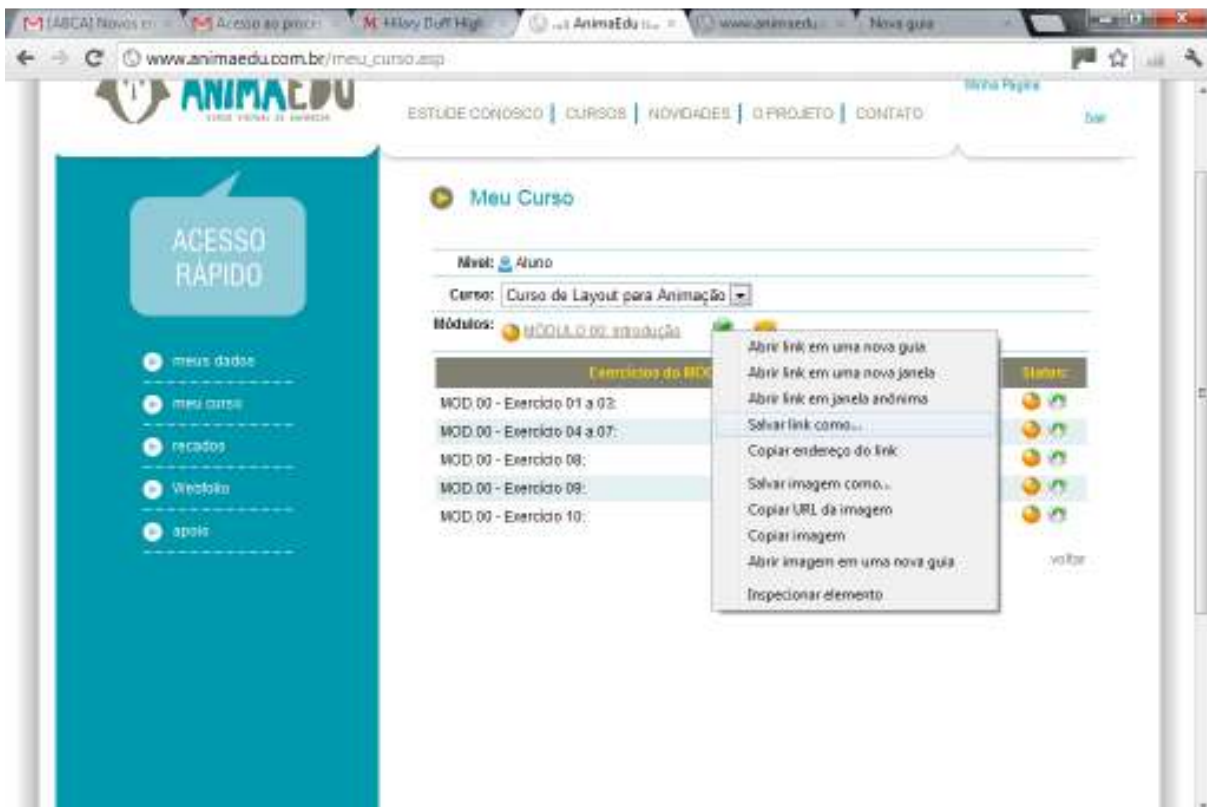 [ABCA] Novos en
Acesso ao proce
Hilary Duff High
AnimaEdu
www.animaedu
Nova guia
www.animaedu.com.br/meu_curso.asp
ANIMAEDU
Minha Página
ESTUDE CONOSCO | CURSOS | NOVIDADES | O PROJETO | CONTATO
Sair
ACESSO
RÁPIDO
meus dados
meu curso
recados
Webfolio
apoio
Meu Curso
Nível: Aluno
Curso: Curso de Layout para Animação
Módulos: MÓDULO 00: Introdução
Exercícios do MÓD
Status:
MOD.00 - Exercício 01 a 03:
MOD.00 - Exercício 04 a 07:
MOD.00 - Exercício 08:
MOD.00 - Exercício 09:
MOD.00 - Exercício 10:
voltar
Abrir link em uma nova guia
Abrir link em uma nova janela
Abrir link em janela anônima
Salvar link como...
Copiar endereço do link
Salvar imagem como...
Copiar URL da imagem
Copiar imagem
Abrir imagem em uma nova guia
Inspecionar elemento